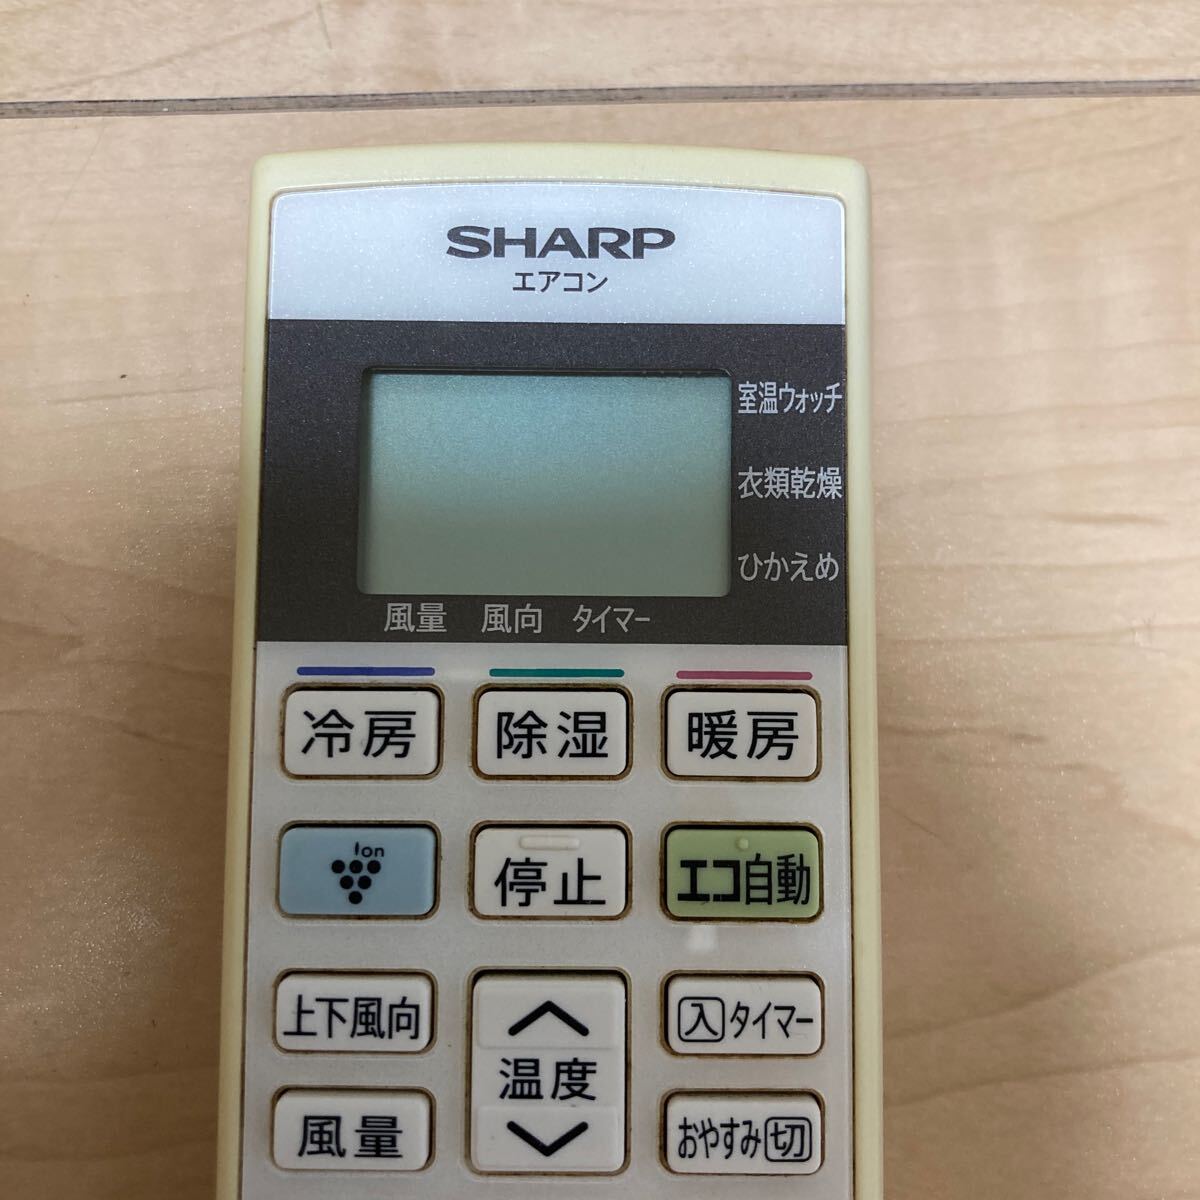 SHARP
エアコン
室温ウォッチ
衣類乾燥
ひかえめ
風量 風向 タイマー
冷房 除湿 暖房
Ion
停止 エコ自動
上下風向 温度 入タイマー
風量 おやすみ切